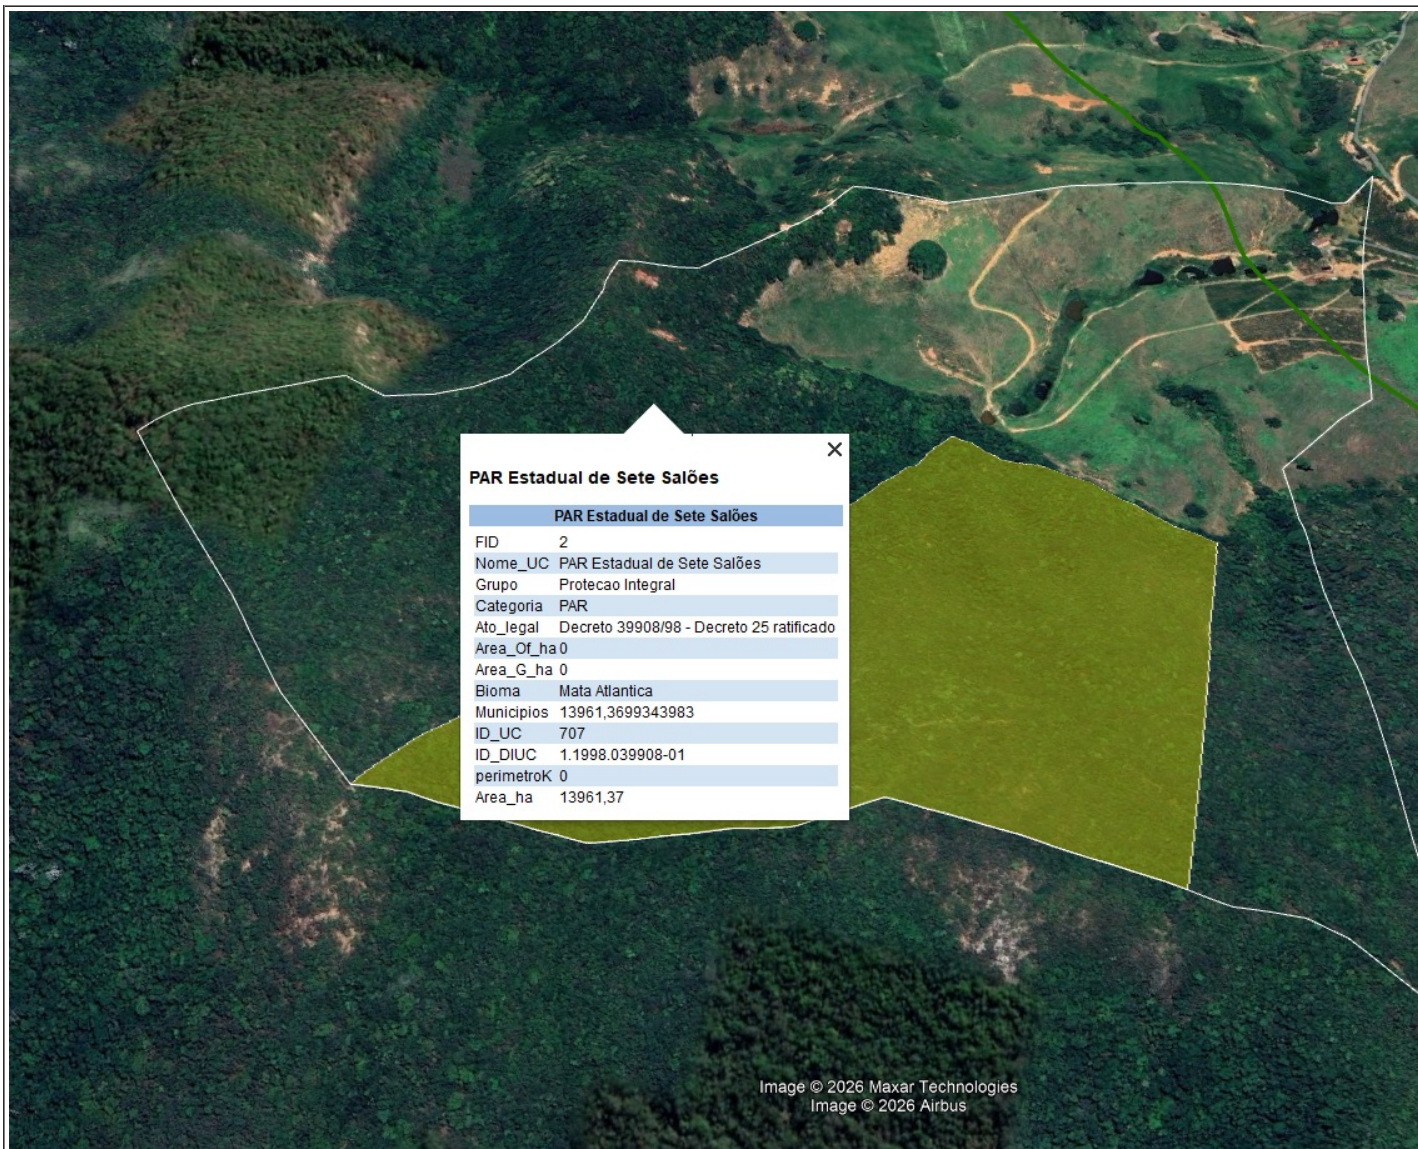 PAR Estadual de Sete Salões
PAR Estadual de Sete Salões
FID 2
Nome_UC PAR Estadual de Sete Salões
Grupo Protecao Integral
Categoria PAR
Ato_legal Decreto 39908/98 - Decreto 25 ratificado
Area_Of_ha 0
Area_G_ha 0
Bioma Mata Atlantica
Municipios 13961,3699343983
ID_UC 707
ID_DIUC 1.1998.039908-01
perimetroK 0
Area_ha 13961,37
Image © 2026 Maxar Technologies
Image © 2026 Airbus